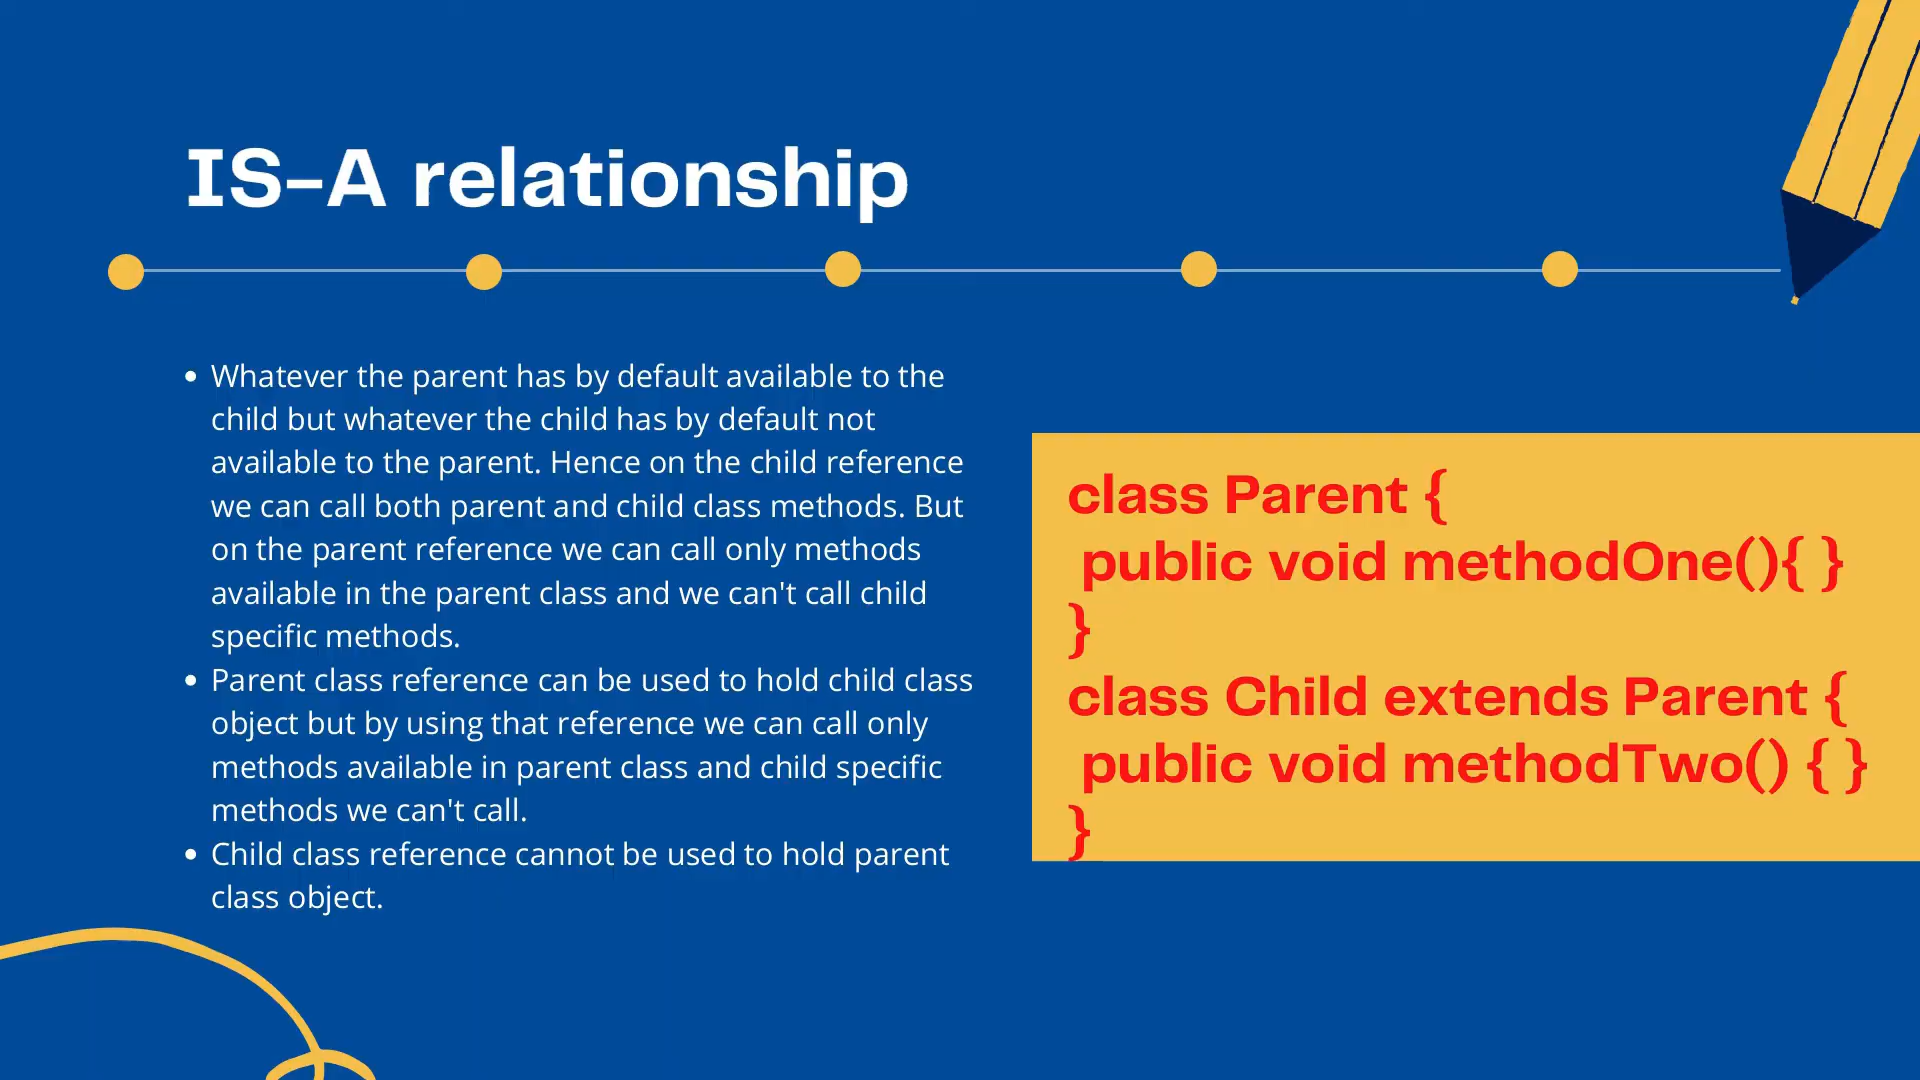 IS-A relationship
• Whatever the parent has by default available to the
child but whatever the child has by default not
available to the parent. Hence on the child reference
we can call both parent and child class methods. But
on the parent reference we can call only methods
available in the parent class and we can't call child
specific methods.
• Parent class reference can be used to hold child class
object but by using that reference we can call only
methods available in parent class and child specific
methods we can't call.
• Child class reference cannot be used to hold parent
class object.
class Parent {
public void methodOne(){ }
}
class Child extends Parent {
public void methodTwo() { }
}